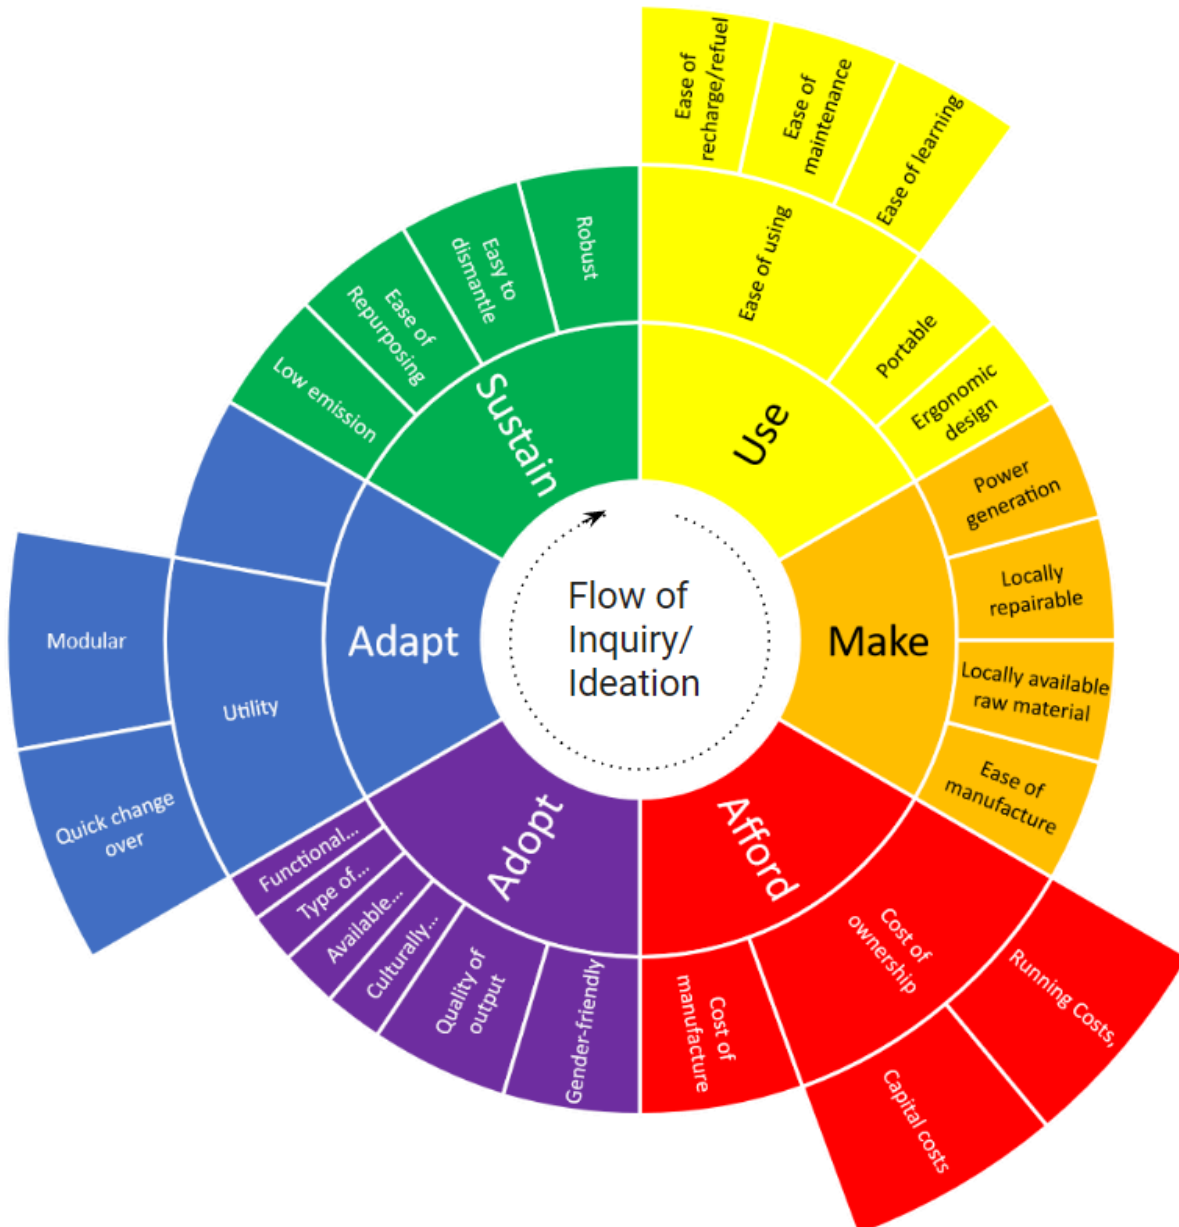 Flow of
Inquiry/
Ideation
Use
Ease of using
Ease of
recharge/refuel
Ease of
maintenance
Ease of learning
Portable
Ergonomic
design
Make
Power
generation
Locally
repairable
Locally available
raw material
Ease of
manufacture
Afford
Cost of
ownership
Running Costs,
Capital costs
Cost of
manufacture
Adopt
Gender-friendly
Quality of
output
Culturally...
Available...
Type of...
Functional...
Adapt
Utility
Quick change
over
Modular
Sustain
Low emission
Ease of
Repurposing
Easy to
dismantle
Robust